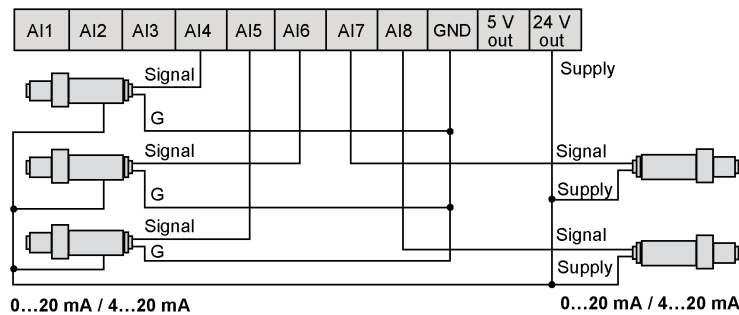 AI1 AI2 AI3 AI4 AI5 AI6 AI7 AI8 GND 5 V out 24 V out
Supply
Signal
G
Signal
Signal
G
Supply
Signal
G
Signal
Supply
0…20 mA / 4…20 mA
0…20 mA / 4…20 mA